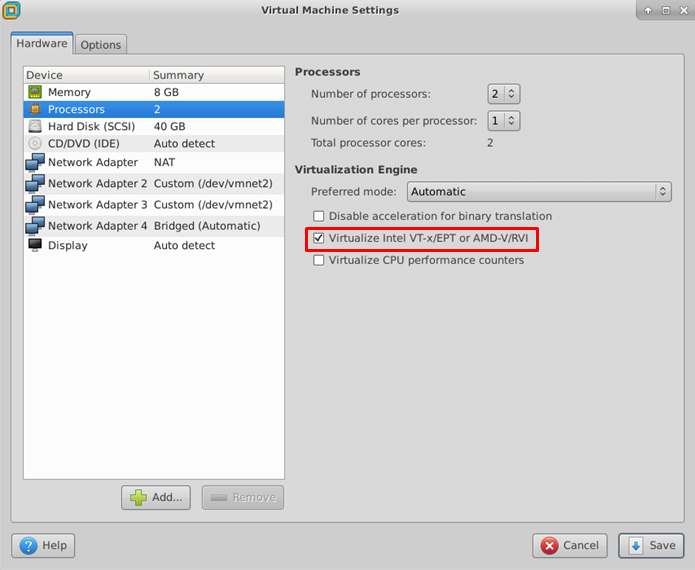 Virtual Machine Settings
Hardware Options
Device Summary
Memory 8 GB
Processors 2
Hard Disk (SCSI) 40 GB
CD/DVD (IDE) Auto detect
Network Adapter NAT
Network Adapter 2 Custom (/dev/vmnet2)
Network Adapter 3 Custom (/dev/vmnet2)
Network Adapter 4 Bridged (Automatic)
Display Auto detect
Add... Remove
Processors
Number of processors: 2
Number of cores per processor: 1
Total processor cores: 2
Virtualization Engine
Preferred mode: Automatic
Disable acceleration for binary translation
Virtualize Intel VT-x/EPT or AMD-V/RVI
Virtualize CPU performance counters
Help Cancel Save